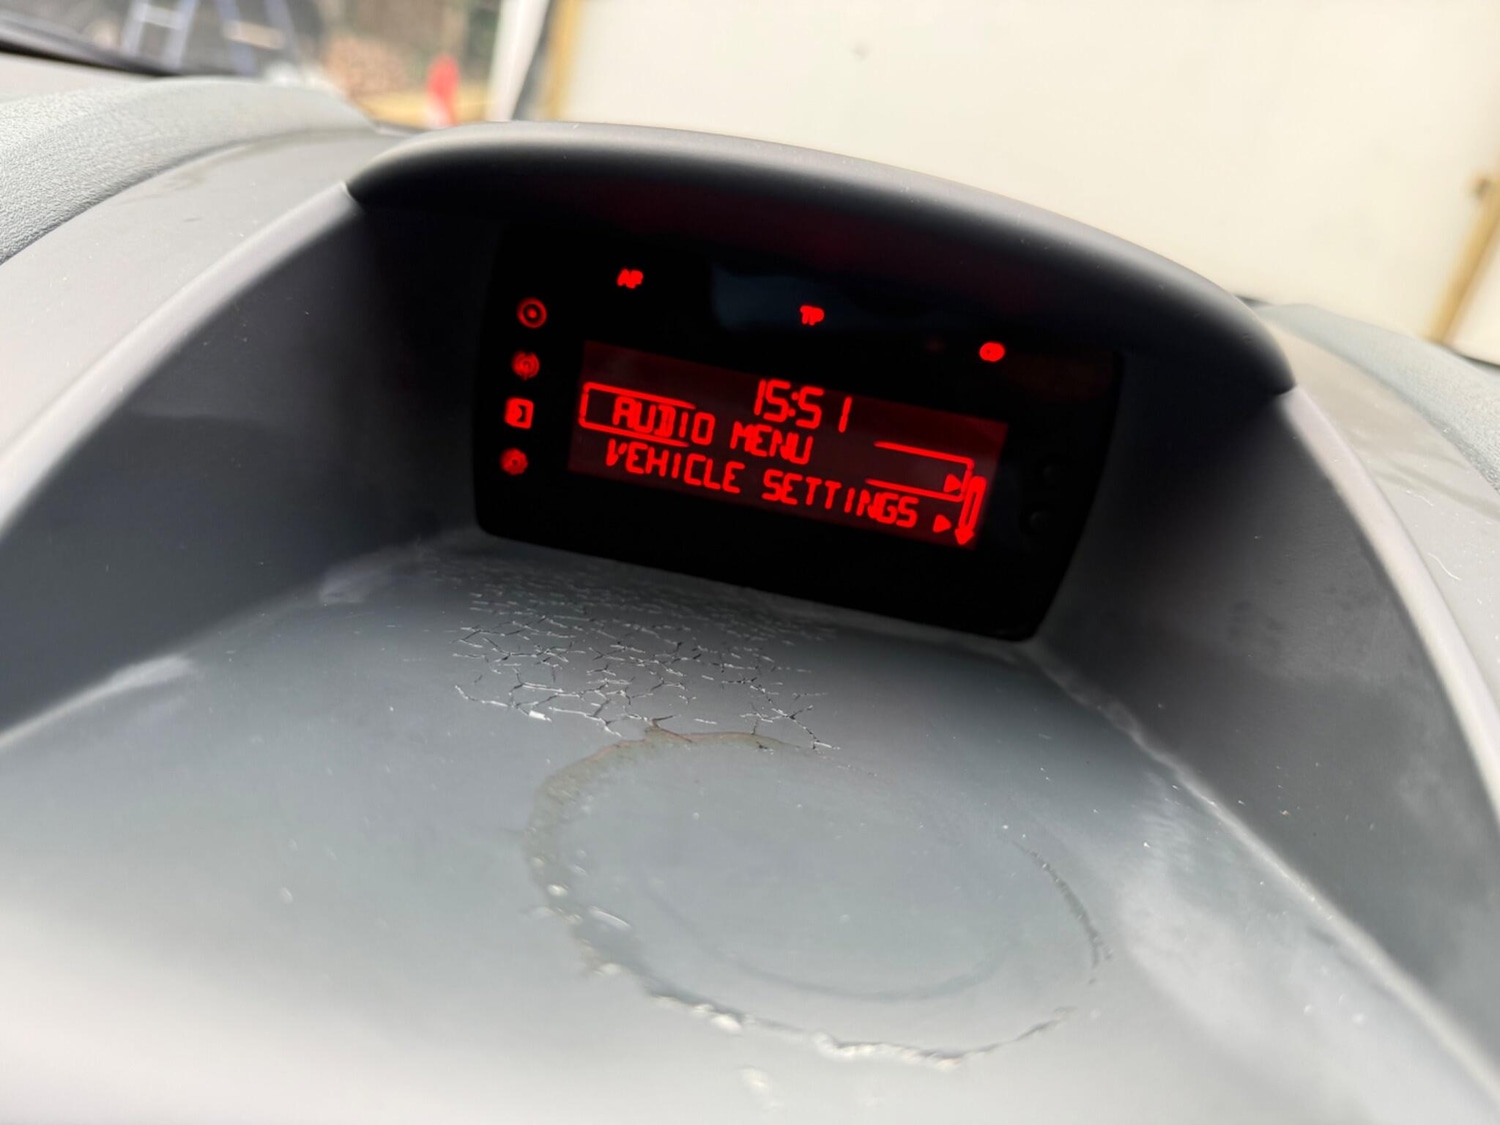 AF
TP
15:51
AUDIO MENU
VEHICLE SETTINGS